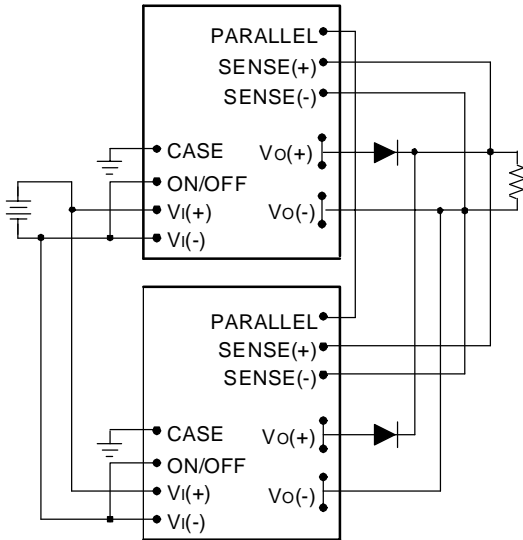 PARALLEL
SENSE(+)
SENSE(-)
CASE
VO(+)
ON/OFF
VI(+)
VO(-)
VI(-)
PARALLEL
SENSE(+)
SENSE(-)
CASE
VO(+)
ON/OFF
VI(+)
VO(-)
VI(-)